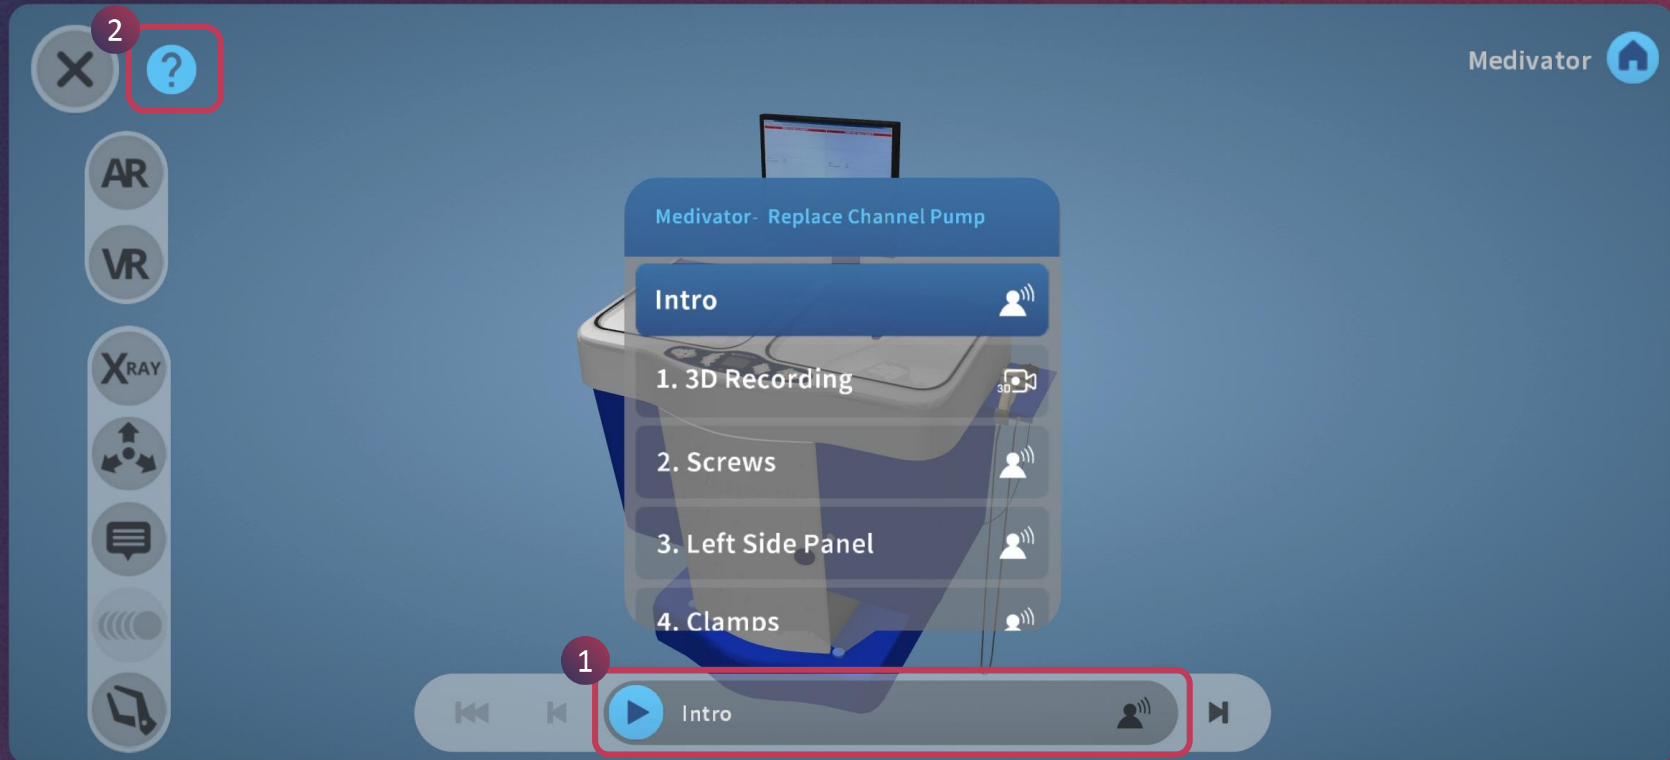 2
?
Medivator
AR
VR
XRAY
Medivator- Replace Channel Pump
Intro
1. 3D Recording
3D
2. Screws
3. Left Side Panel
4. Clamps
1
Intro